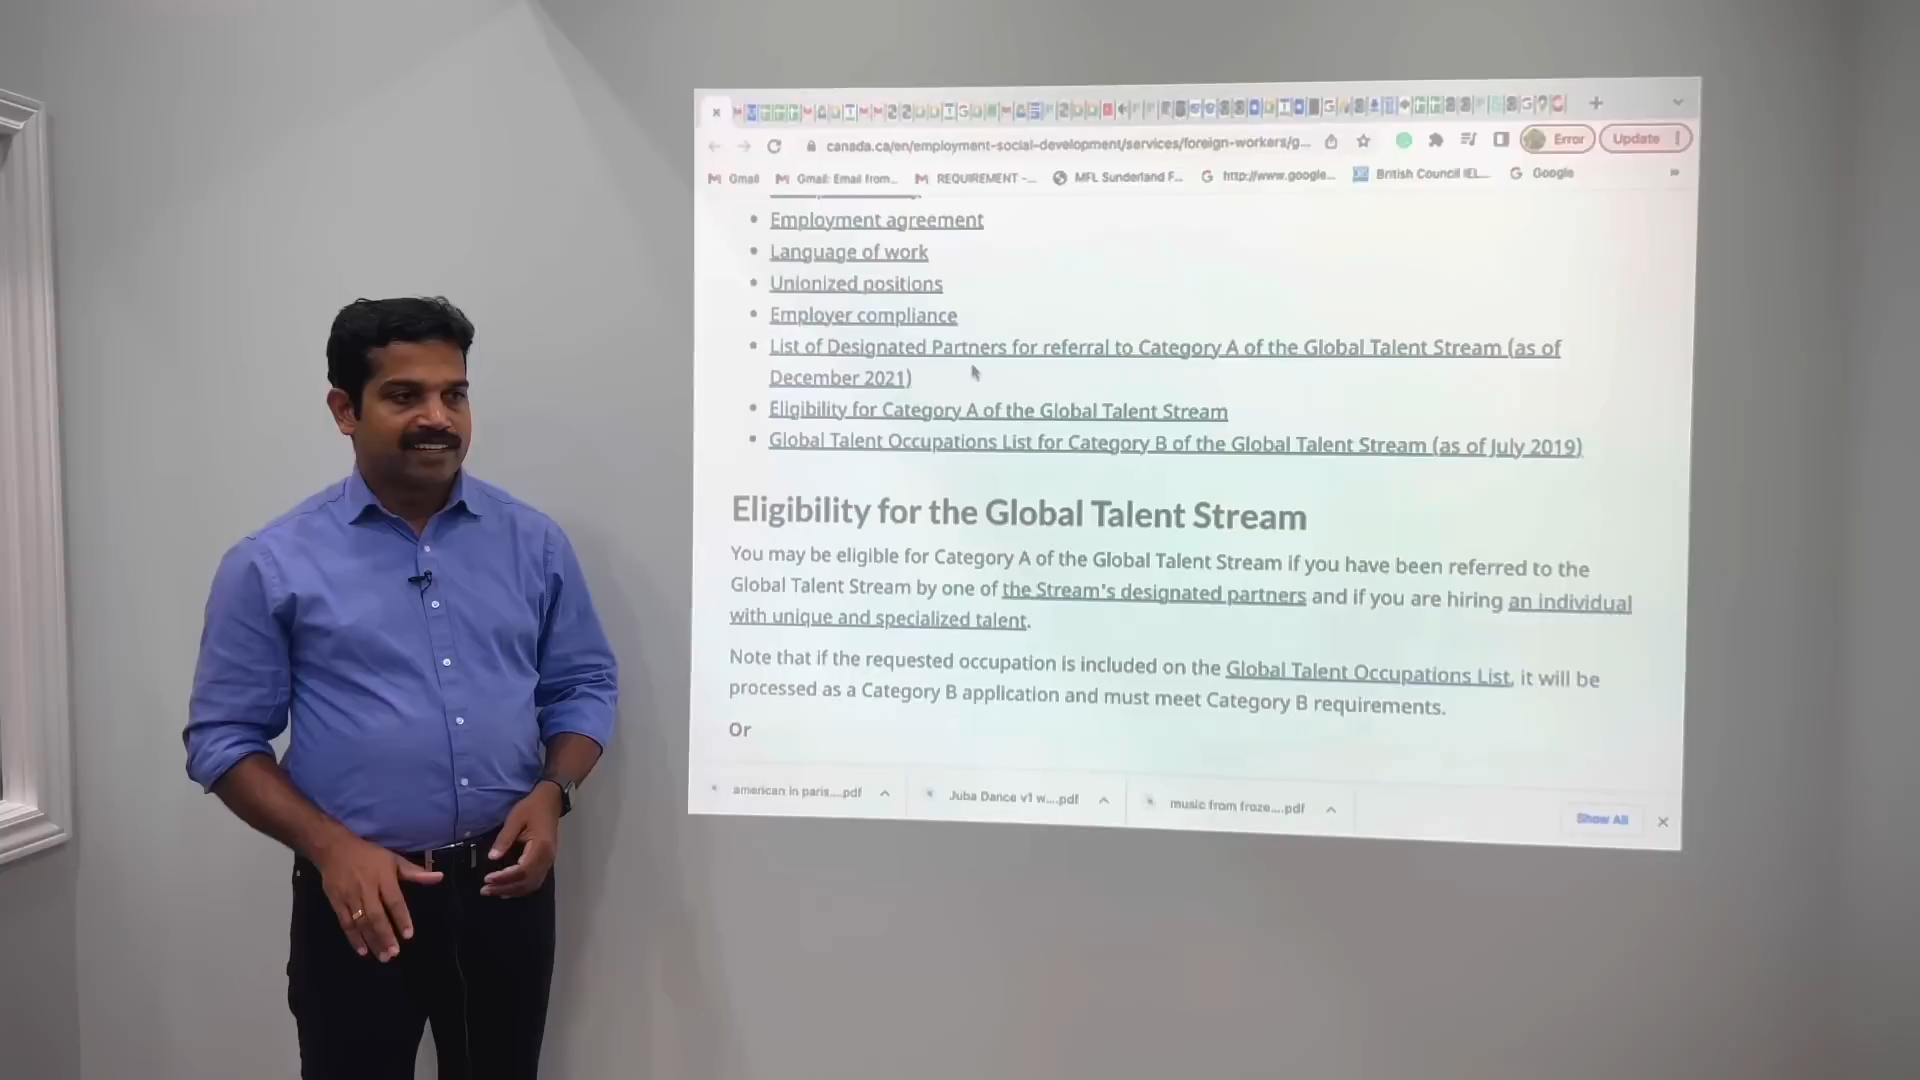 canada.ca/en/employment-social-development/services/foreign-workers/g...
Error
Update
Gmail
Gmail: Email from...
REQUIREMENT -...
MFL Sunderland F...
http://www.google...
British Council IEL...
Google
Employment agreement
Language of work
Unionized positions
Employer compliance
List of Designated Partners for referral to Category A of the Global Talent Stream (as of
December 2021)
Eligibility for Category A of the Global Talent Stream
Global Talent Occupations List for Category B of the Global Talent Stream (as of July 2019)
Eligibility for the Global Talent Stream
You may be eligible for Category A of the Global Talent Stream if you have been referred to the
Global Talent Stream by one of the Stream's designated partners and if you are hiring an individual
with unique and specialized talent.
Note that if the requested occupation is included on the Global Talent Occupations List, it will be
processed as a Category B application and must meet Category B requirements.
Or
american in paris....pdf
Juba Dance v1 w....pdf
music from froze....pdf
Show All